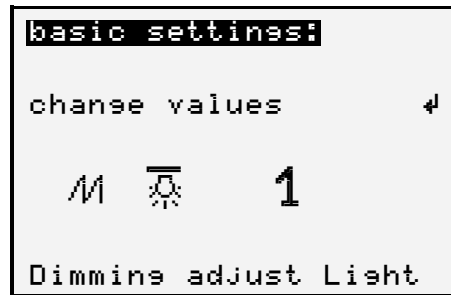 basic settings:
change values ↲
M 1
Dimming adjust Light